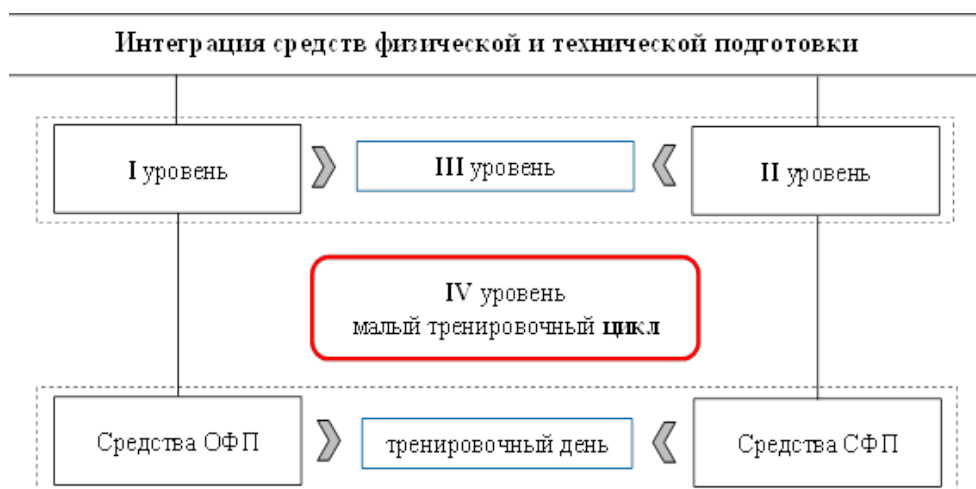 Интеграция средств физической и технической подготовки
I уровень
III уровень
II уровень
IV уровень
малый тренировочный цикл
Средства ОФП
тренировочный день
Средства СФП